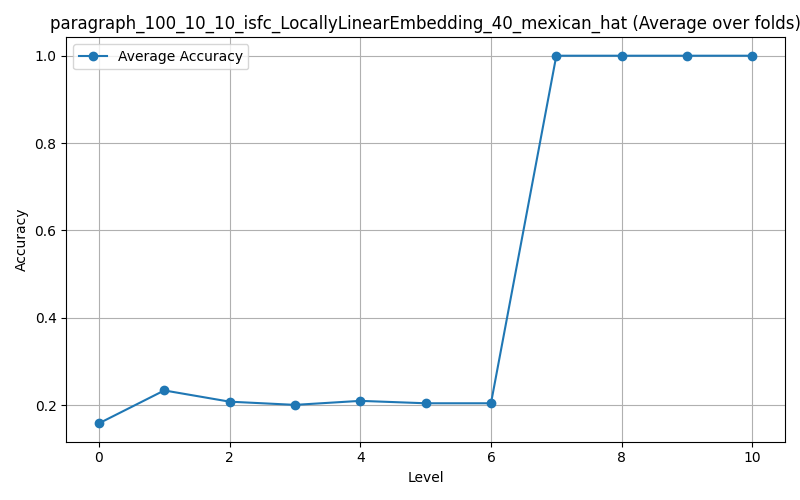 paragraph_100_10_10_isfc_LocallyLinearEmbedding_40_mexican_hat (Average over folds)
Average Accuracy
1.0
0.8
0.6
0.4
0.2
Accuracy
0 2 4 6 8 10
Level